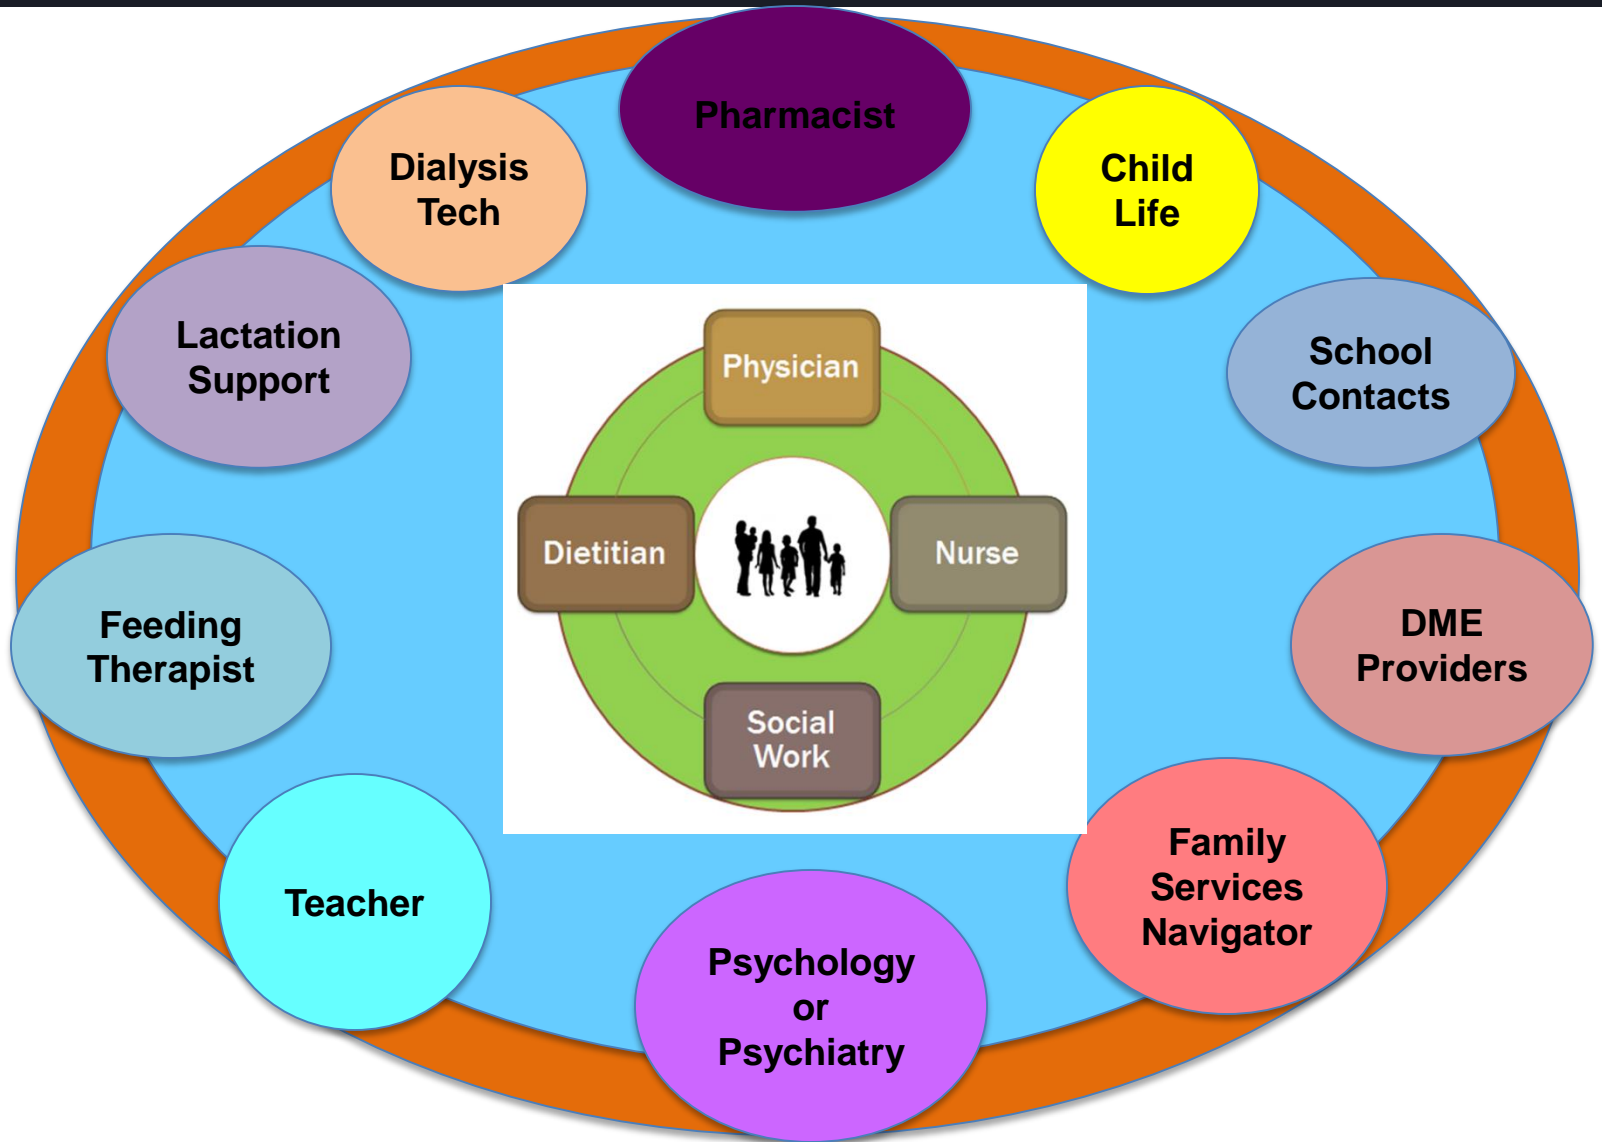 Pharmacist
Dialysis
Tech
Child
Life
Lactation
Support
School
Contacts
Physician
Dietitian
Nurse
Social
Work
Feeding
Therapist
DME
Providers
Teacher
Family
Services
Navigator
Psychology
or
Psychiatry